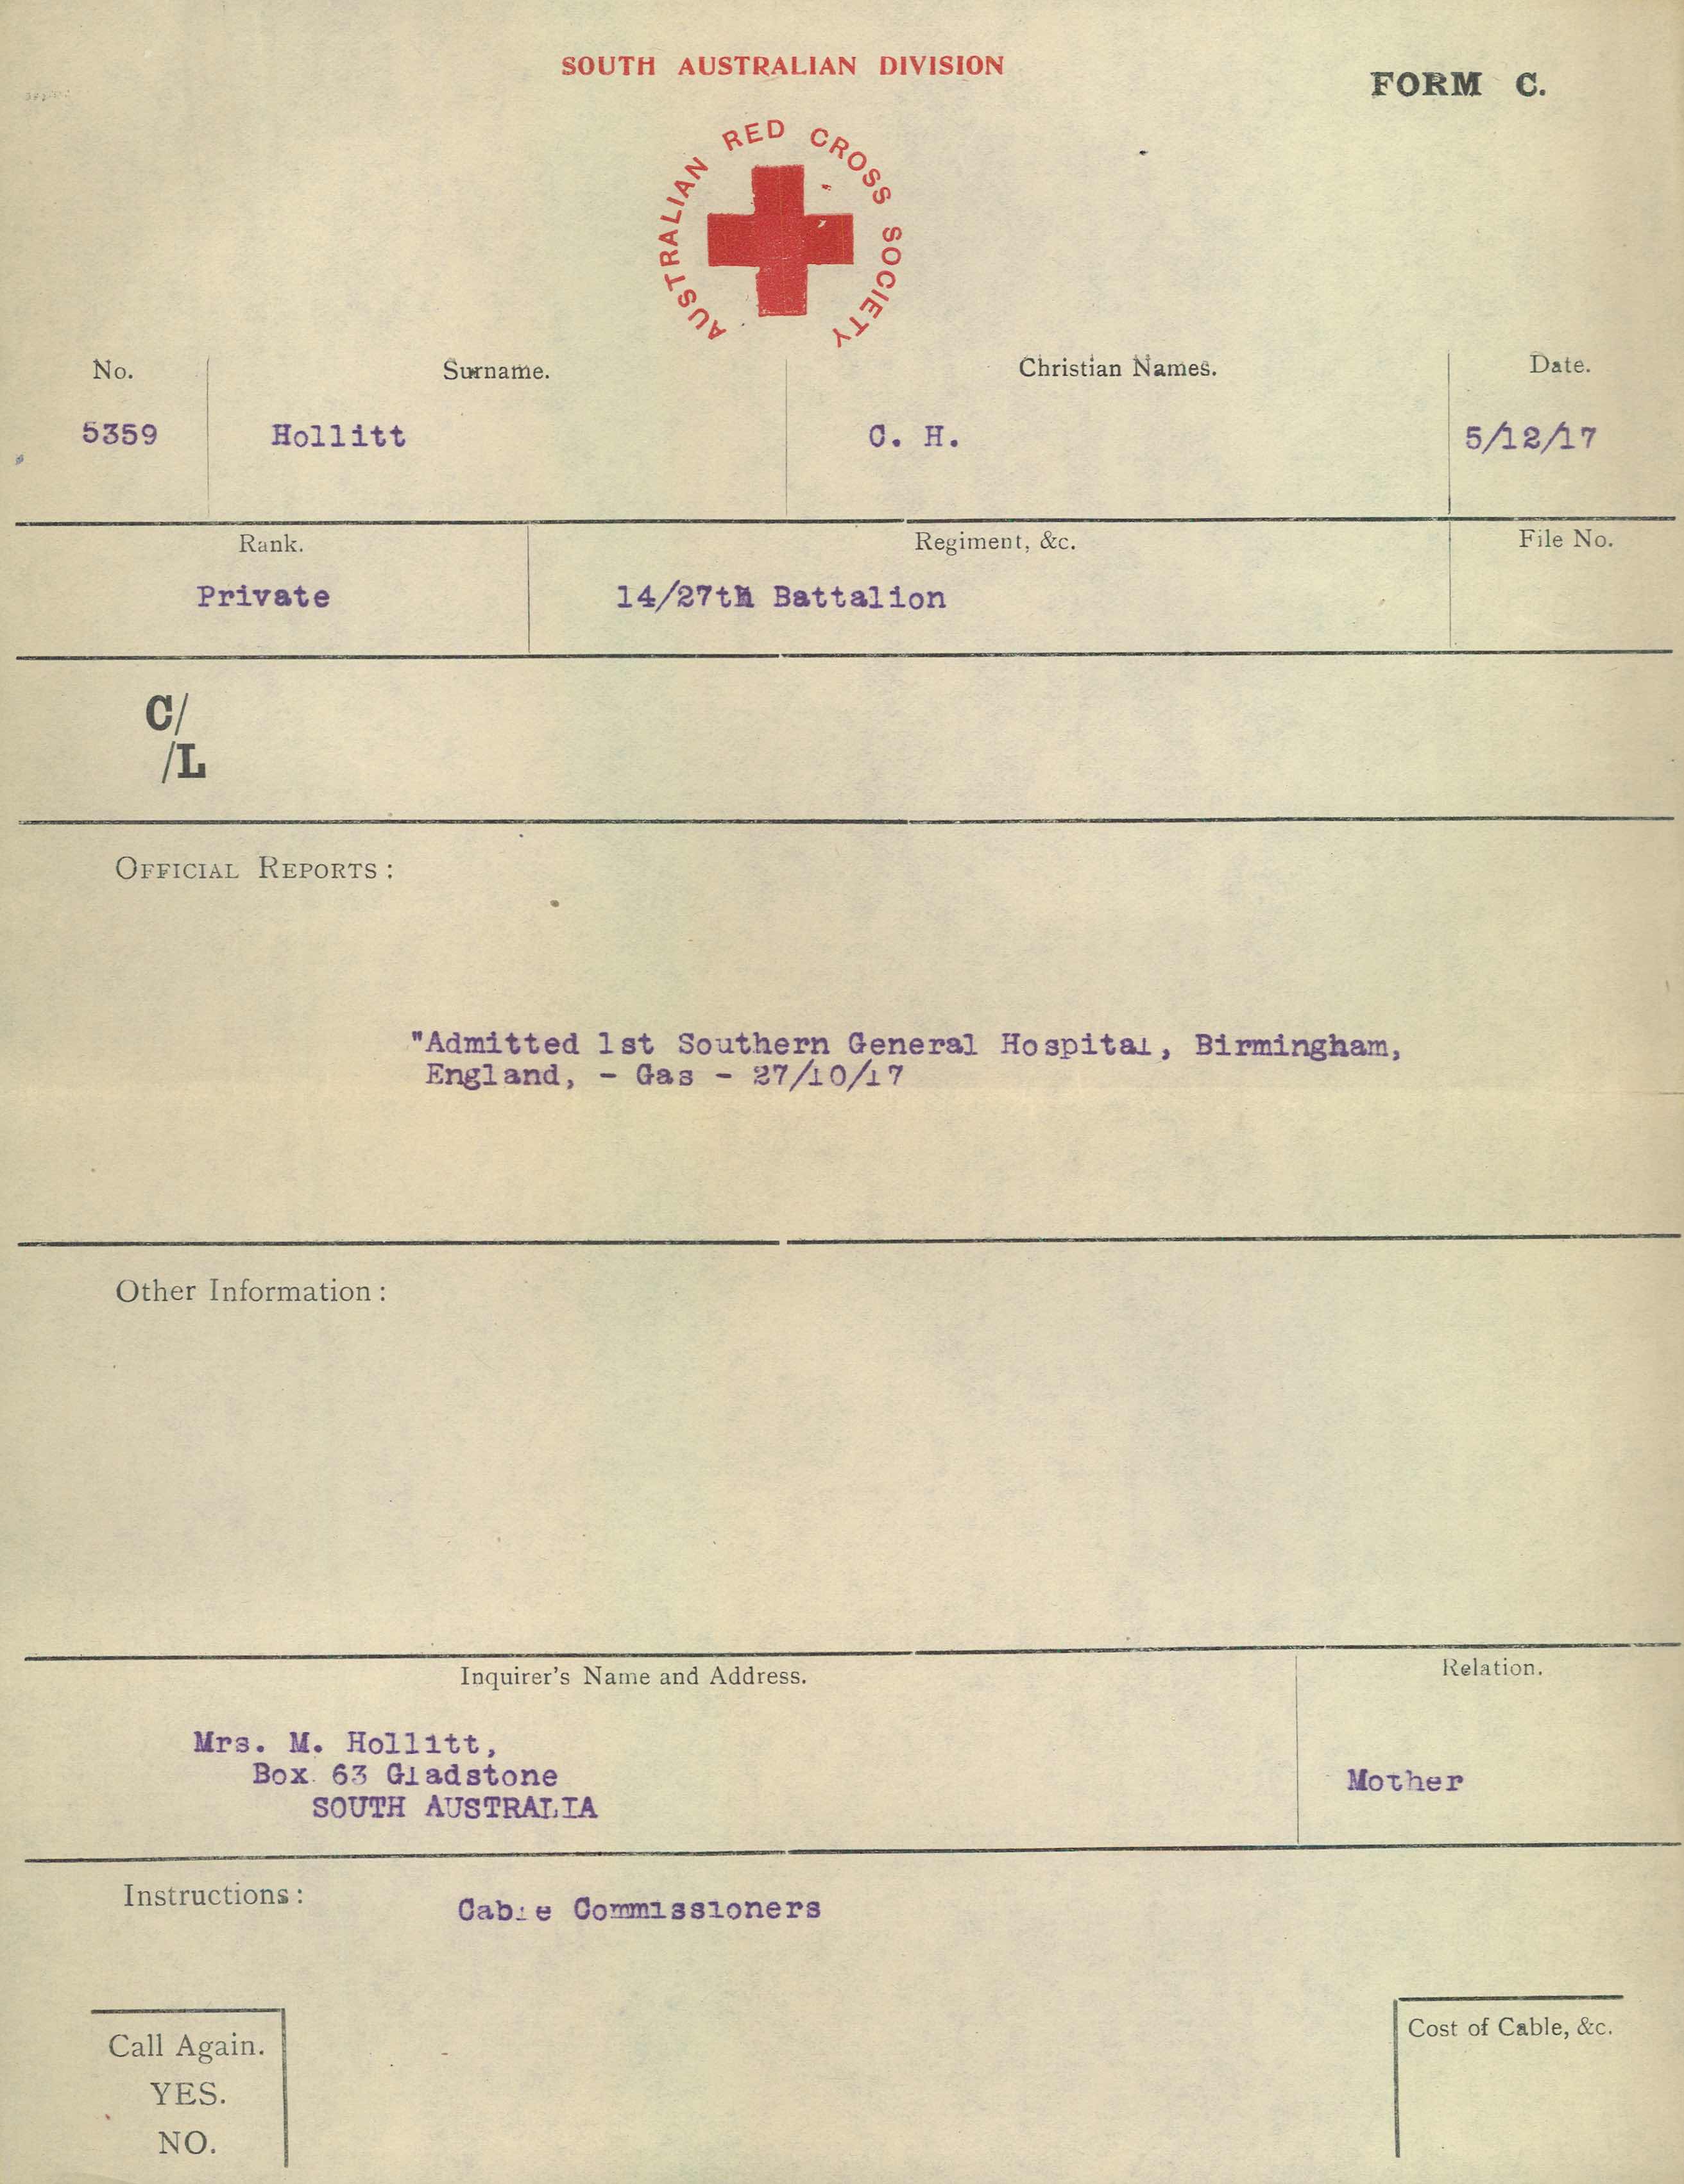 SOUTH AUSTRALIAN DIVISION
FORM C.
AUSTRALIAN RED CROSS SOCIETY
No. Surname. Christian Names. Date.
5359 Hollitt C. H. 5/12/17
Rank. Regiment, &c. File No.
Private 14/27th Battalion
C/
/L
OFFICIAL REPORTS:
"Admitted 1st Southern General Hospital, Birmingham,
England, - Gas - 27/10/17
Other Information:
Inquirer's Name and Address. Relation.
Mrs. M. Hollitt,
Box 63 Gladstone
Mother
SOUTH AUSTRALIA
Instructions: Cable Commissioners
Call Again.
YES.
NO.
Cost of Cable, &c.